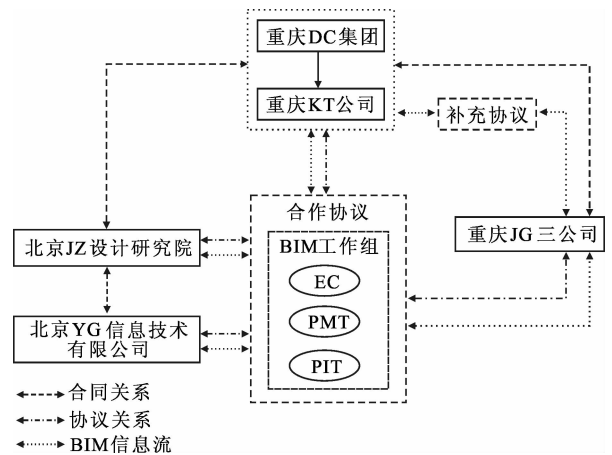 重庆DC集团
重庆KT公司
补充协议
合作协议
BIM工作组
EC
PMT
PIT
北京JZ设计研究院
重庆JG三公司
北京YG信息技术
有限公司
合同关系
协议关系
BIM信息流